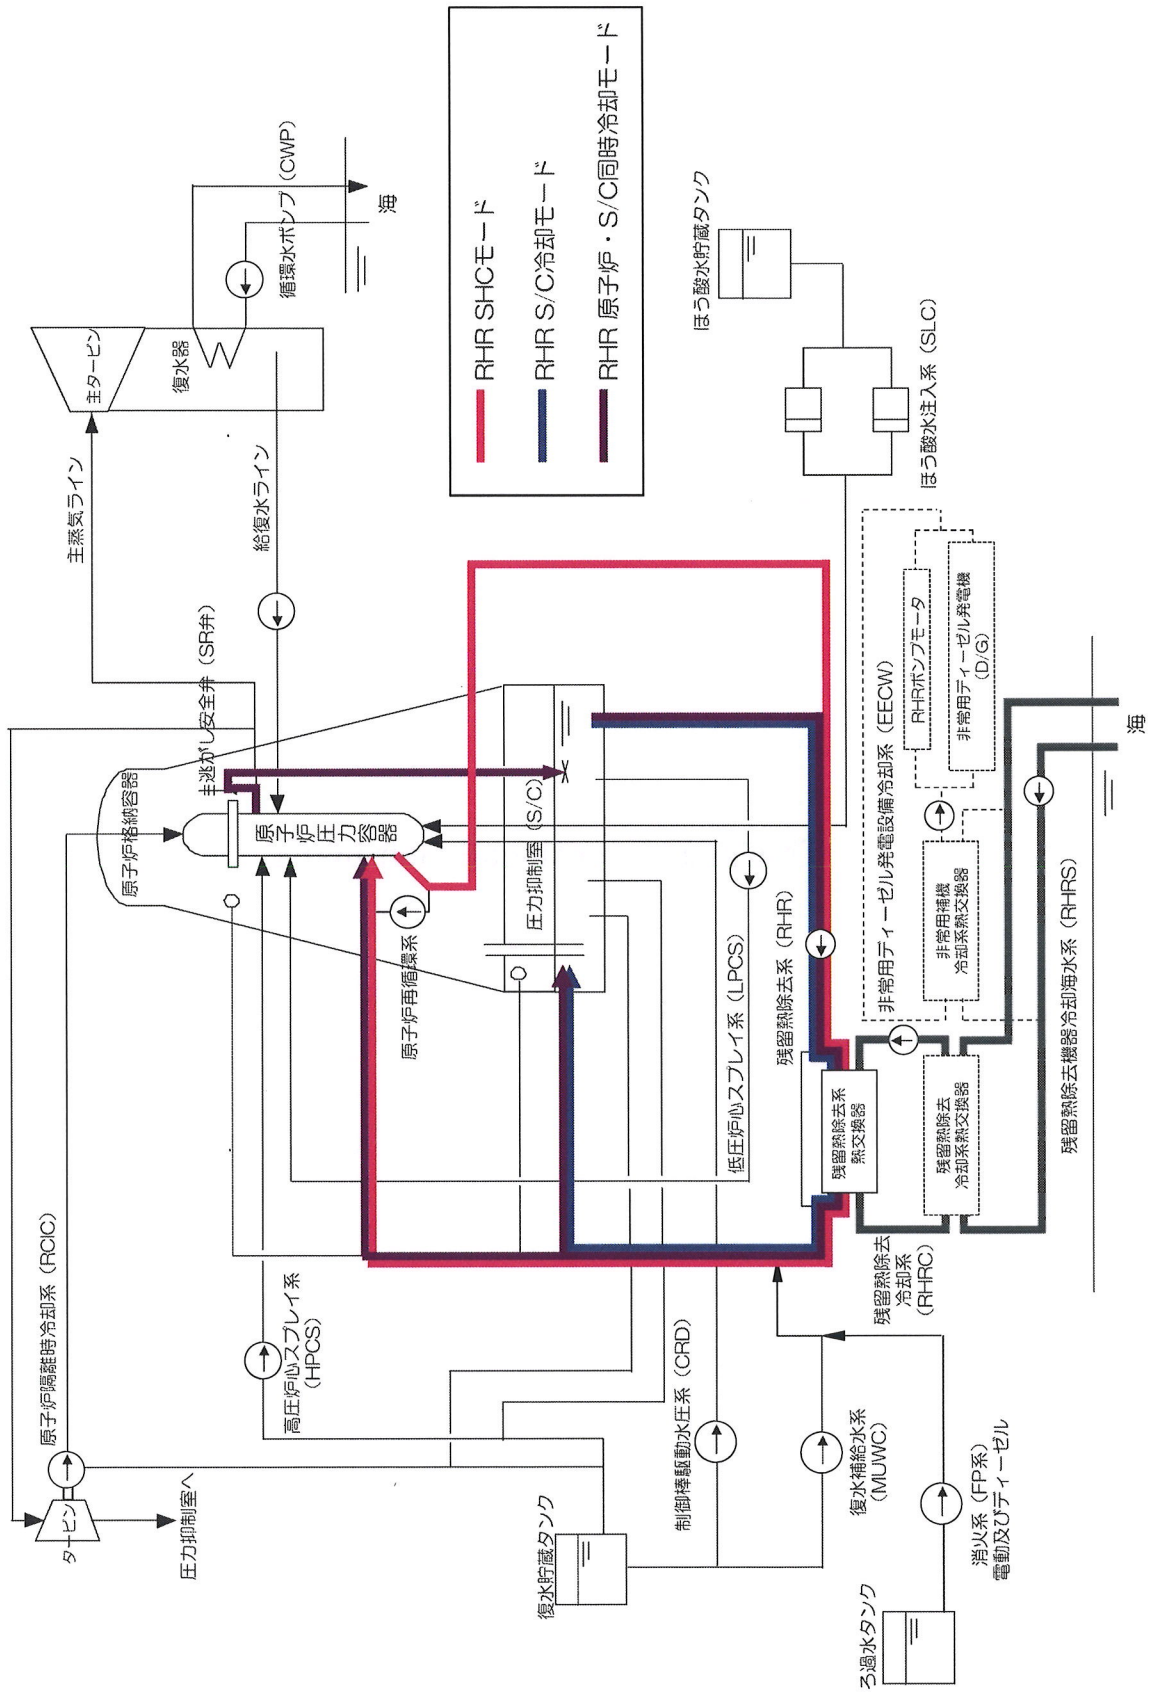 原子炉隔離時冷却系（RCIC）
タービン
圧力抑制室へ
主蒸気ライン
主タービン
復水器
循環水ポンプ（CWP）
海
給復水ライン
主逃がし安全弁（SR弁）
原子炉格納容器
原子炉
圧力
容器
高圧炉心スプレイ系
（HPCS）
原子炉再循環系
圧力抑制室（S/C）
RHR SHCモード
RHR S/C冷却モード
RHR 原子炉・S/C同時冷却モード
復水貯蔵タンク
制御棒駆動水圧系（CRD）
低圧炉心スプレイ系（LPCS）
残留熱除去系（RHR）
ほう酸水貯蔵タンク
ほう酸水注入系（SLC）
復水補給水系
（MUWC）
残留熱除去系
熱交換器
残留熱除去
冷却系
（RHRC）
非常用ディーゼル発電設備冷却系（EECW）
RHRポンプモータ
非常用ディーゼル発電機
（D/G）
非常用補機
冷却系熱交換器
残留熱除去
冷却系熱交換器
ろ過水タンク
消火系（FP系）
電動及びディーゼル
残留熱除去機器冷却海水系（RHRS）
海